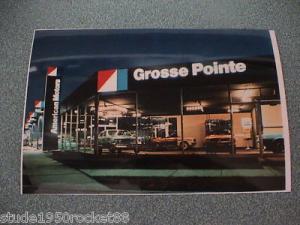 Grosse Pointe
American Motors
stude1950rocket88